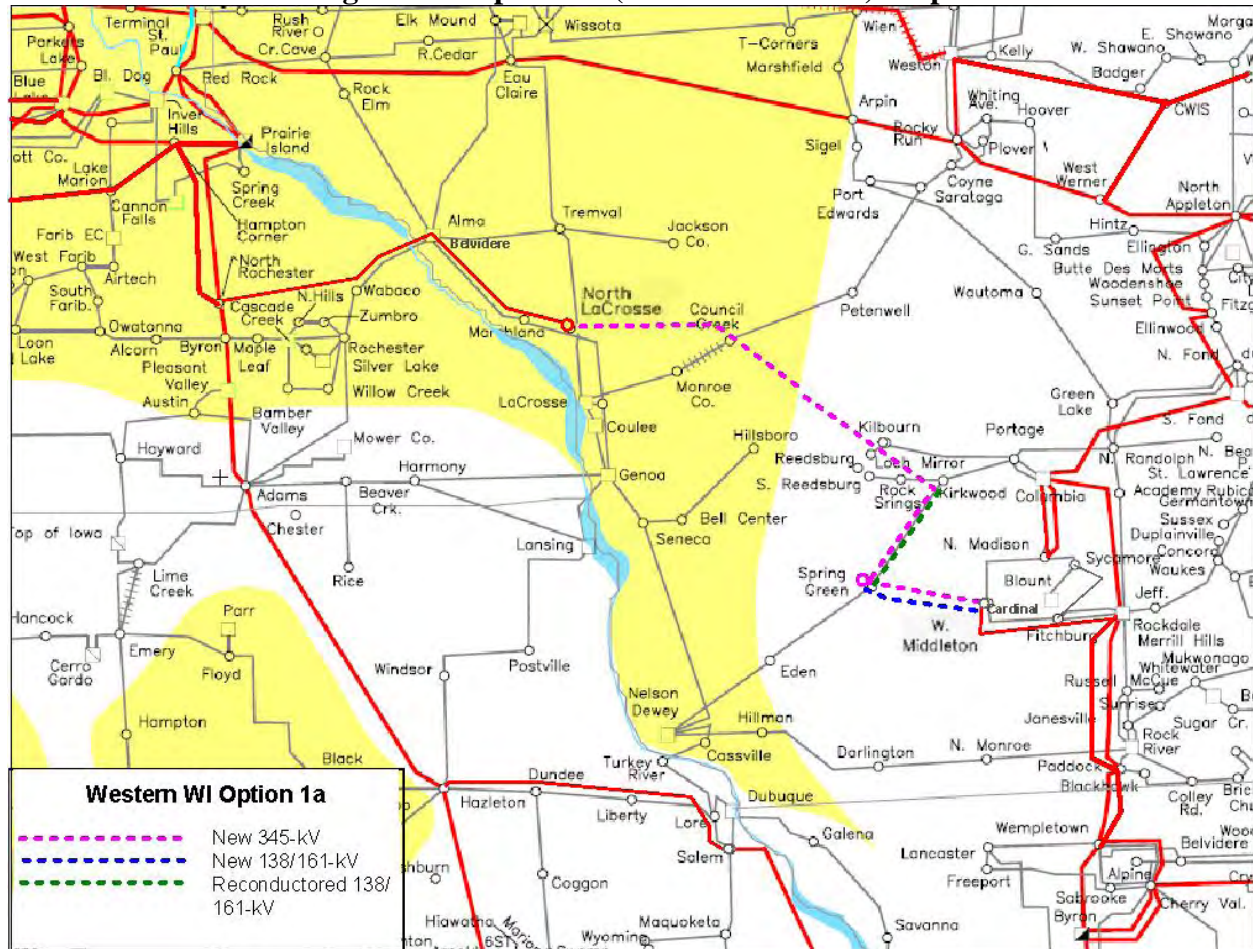 Terminal
Rush
River
Elk Mound
Wissota
Wien
Kelly
E. Shawano
W. Shawano
St.
Paul
Parkers
Lake
Cr.Cave
R.Cedar
T-Corners
Weston
Badger
Bl. Dog
Red Rock
Eau
Claire
Marshfield
Blue
Rock
Elm
Arpin
Whiting
Ave.
Hoover
CWIS
Inver
Hills
Prairie
Island
Rocky
Run
Plover
Sigel
Lake
Marion
Spring
Creek
Port
Edwards
Coyne
Saratoga
West
Werner
North
Appleton
Cannon
Falls
Hampton
Corner
Alma
Belvidere
Tremval
Jackson
Co.
Hintz
Farib EC
G. Sands
Ellington
West Farib
Airtech
North
Rochester
Butte Des Morts
Woodenshoe
Sunset Point
South
Farib.
Cascade
Creek
N.Hills
Wabaco
Zumbro
North
LaCrosse
Council
Creek
Petenwell
Wautoma
Ellinwood
Owatanna
Marshland
Loon
Lake
Alcorn
Byron
Maple
Leaf
Rochester
Silver Lake
N. Fond
Pleasant
Valley
Willow Creek
Monroe
Co.
Green
Lake
Austin
Bamber
Valley
LaCrosse
S. Fond
Coulee
Hillsboro
Kilbourn
Portage
Hayward
Mower Co.
Reedsburg
Loch Mirror
N.
Randolph
Harmony
Genoa
S. Reedsburg
Rock
Srings
Kirkwood
Columbia
St. Lawrence
Adams
Beaver
Crk.
Bell Center
Academy
Germantown
Chester
Seneca
Sussex
Top of Iowa
Lansing
N. Madison
Sycamore
Duplainville
Concord
Waukes
Lime
Creek
Rice
Spring
Green
Blount
Jeff.
Hancock
Parr
Cardinal
Fitchburg
Rockdale
W.
Middleton
Merrill Hills
Emery
Windsor
Postville
Mukwonago
Cerro
Gordo
Floyd
Eden
Whitewater
Russell
McCue
Sunrise
Hampton
Nelson
Dewey
Hillman
Janesville
Sugar Cr.
Black
Cassville
Darlington
N. Monroe
Rock
River
Turkey
River
Paddock
Blackhawk
Dundee
Dubuque
Colley
Rd.
Hazleton
Liberty
Lore
Galena
Wempletown
Salem
Lancaster
Belvidere
Freeport
Alpine
Coggon
Sabrooke
Cherry Val.
Byron
Hiawatha
Maquoketa
Wyoming
Savanna
Western WI Option 1a
New 345-kV
New 138/161-kV
Reconductored 138/
161-kV